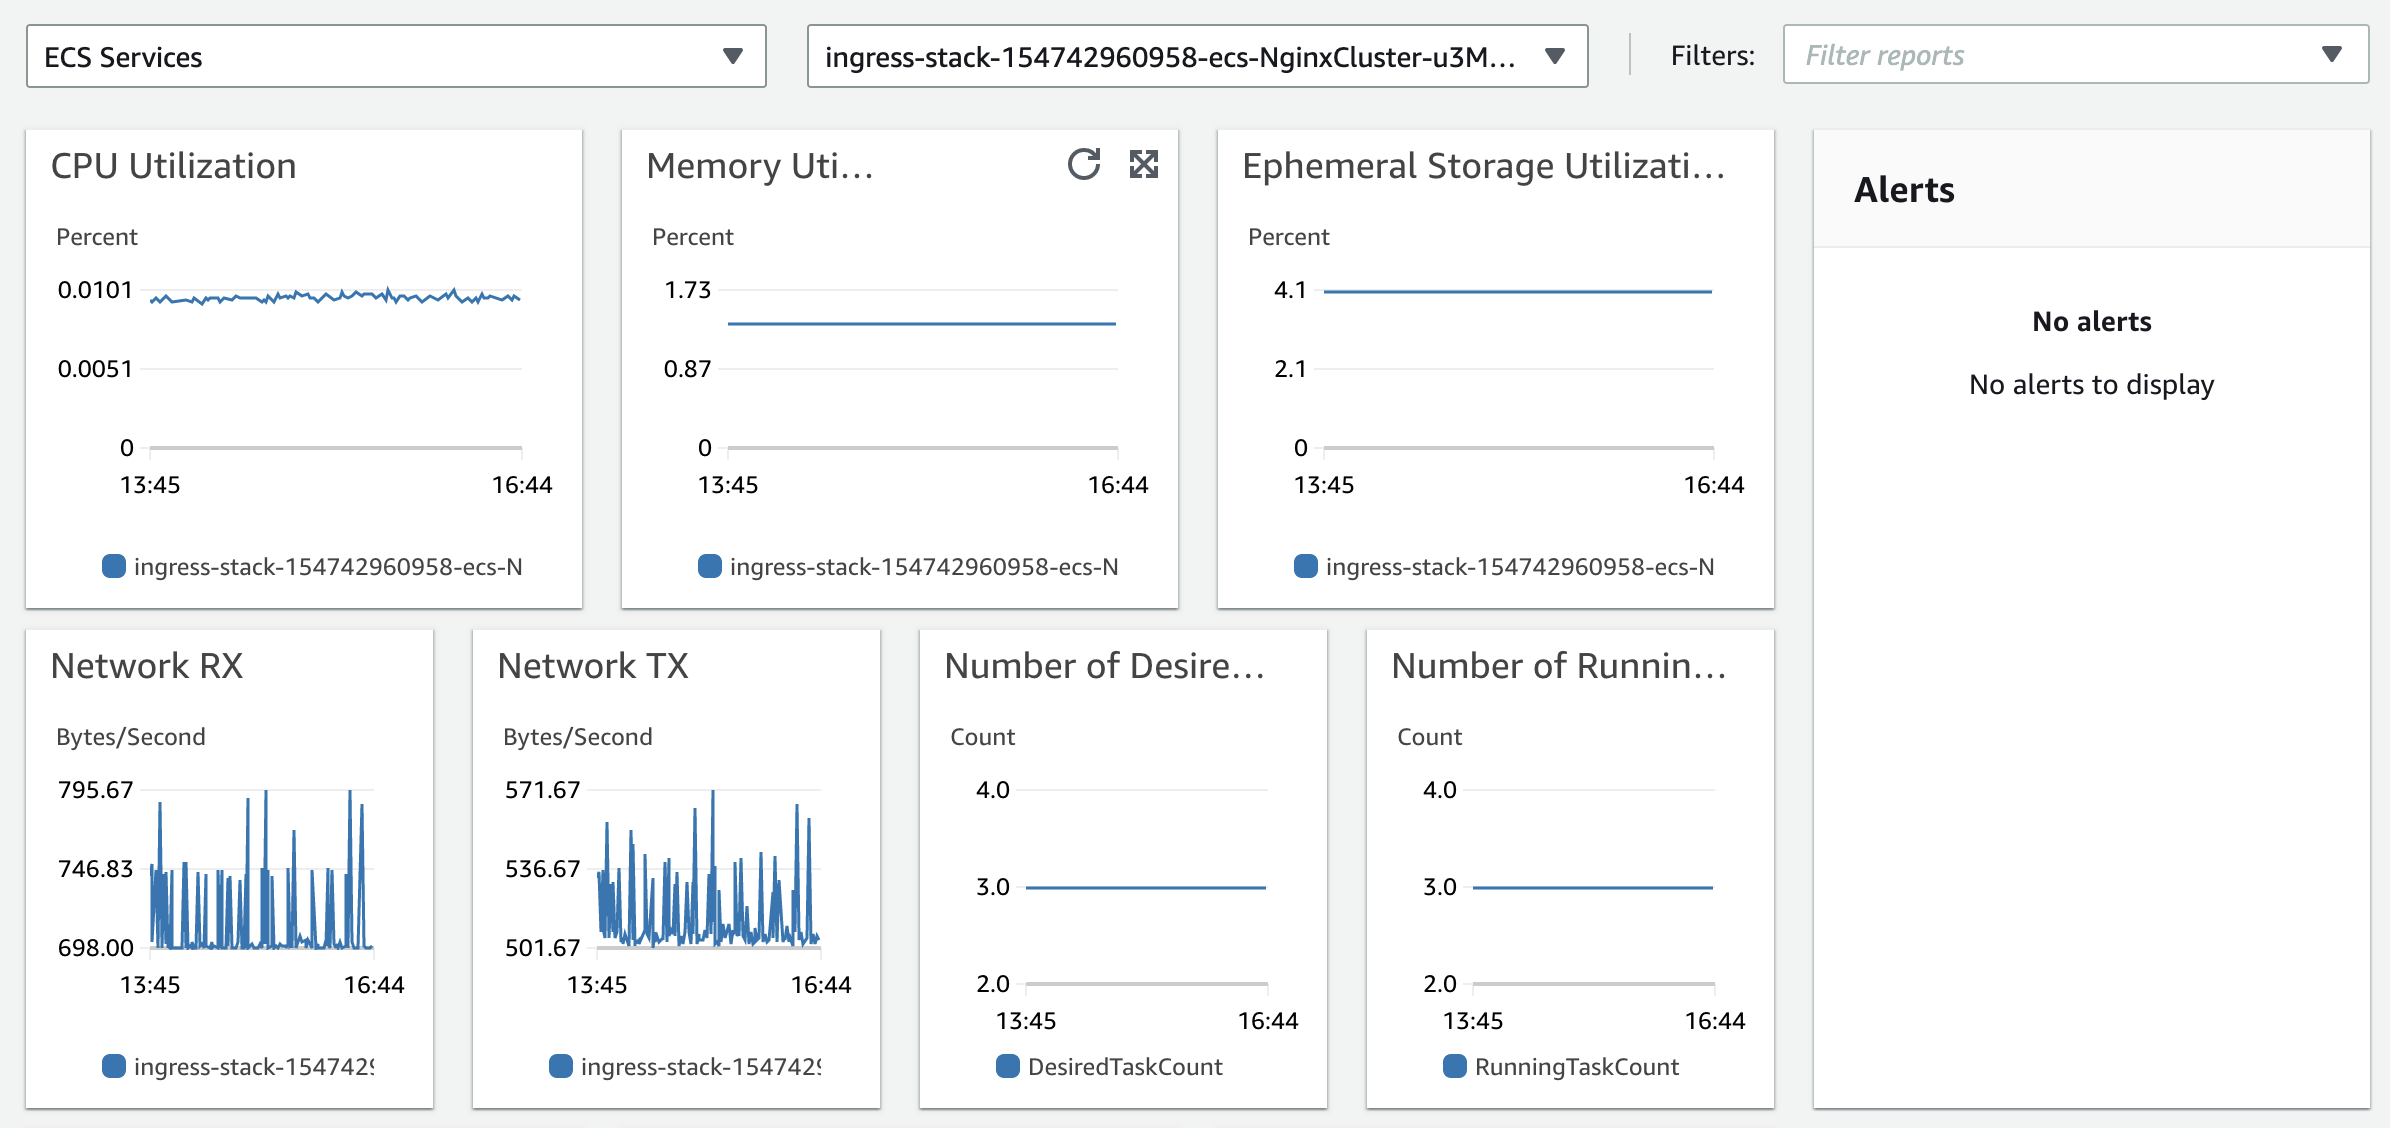 ECS Services
ingress-stack-154742960958-ecs-NginxCluster-u3M...
Filters:
Filter reports
CPU Utilization
Percent
0.0101
0.0051
0
13:45
16:44
ingress-stack-154742960958-ecs-N
Memory Uti...
Percent
1.73
0.87
0
13:45
16:44
ingress-stack-154742960958-ecs-N
Ephemeral Storage Utilizati...
Percent
4.1
2.1
0
13:45
16:44
ingress-stack-154742960958-ecs-N
Alerts
No alerts
No alerts to display
Network RX
Bytes/Second
795.67
746.83
698.00
13:45
16:44
ingress-stack-1547429
Network TX
Bytes/Second
571.67
536.67
501.67
13:45
16:44
ingress-stack-1547429
Number of Desire...
Count
4.0
3.0
2.0
13:45
16:44
DesiredTaskCount
Number of Runnin...
Count
4.0
3.0
2.0
13:45
16:44
RunningTaskCount